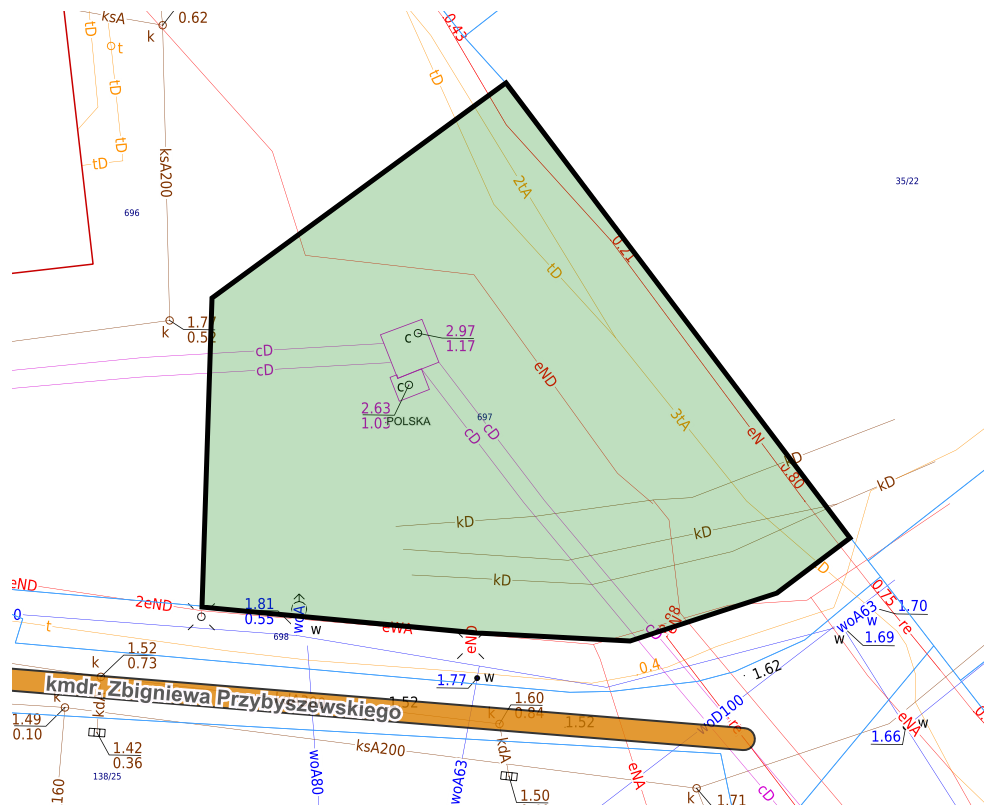 ksA
0.62
k
0.43
tD
t
tD
tD
tD
tD
ksA200
2tA
35/22
696
0.21
tD
1.77
0.52
k
cD
cD
c
2.97
1.17
eND
c
2.63
1.03
POLSKA
697
cD
cD
3tA
eN
kD
0.80
kD
kD
kD
kD
D
eND
2eND
1.81
0.55
woA
698
w
eWA
eND
0.75
re
1.70
woA63
w
w
1.69
0
t
k
1.52
0.73
0.4
1.62
1.77
w
kmdr. Zbigniewa Przybyszewskiego
1.52
1.60
0.84
k
1.52
woD100
re
eNA
w
1.66
1.49
0.10
1.42
0.36
ksA200
kdA
138/25
160
woA80
woA63
eNA
cD
1.50
k
1.71